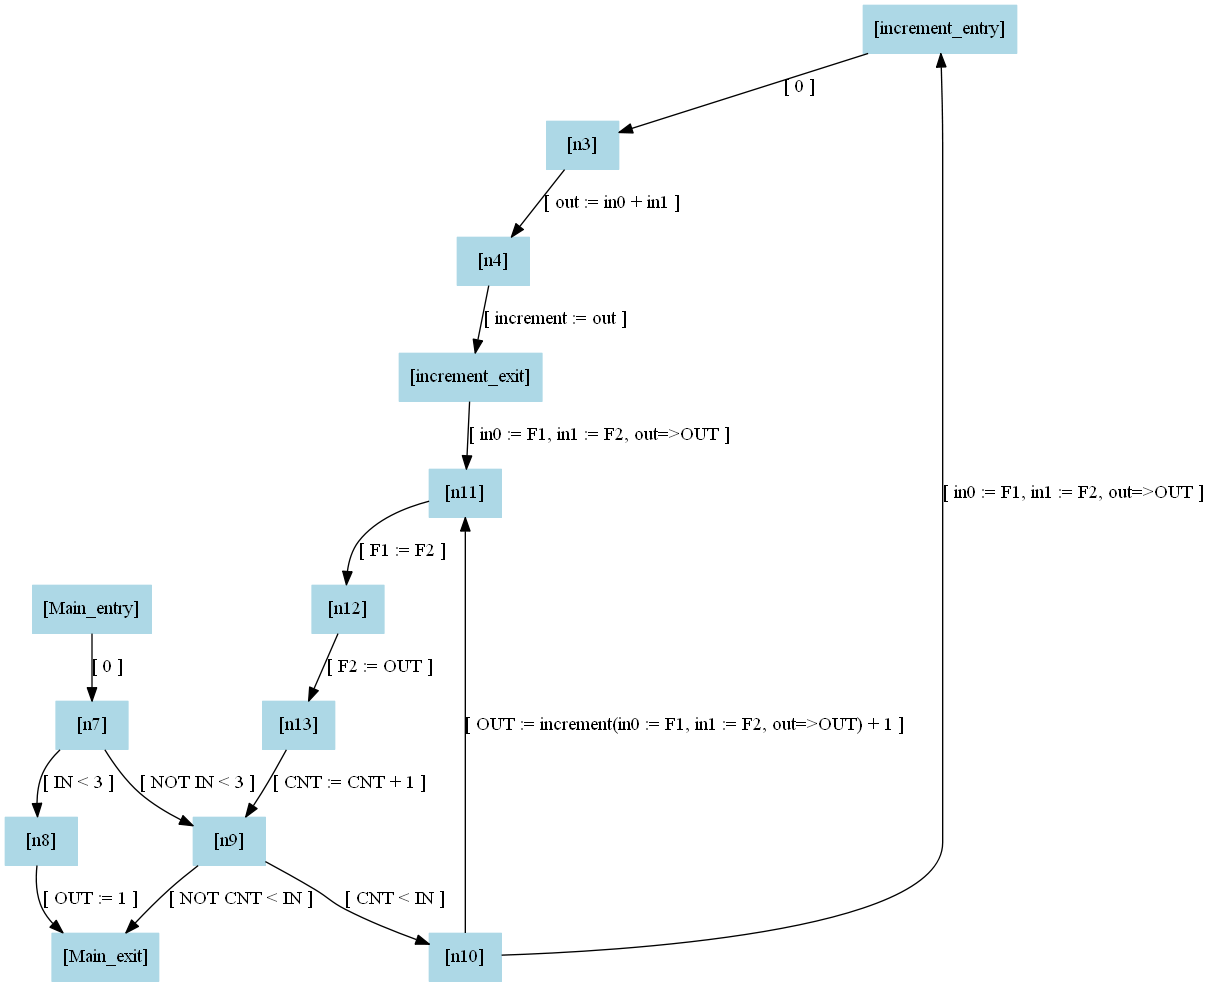 [increment_entry]
[ 0 ]
[n3]
[ out := in0 + in1 ]
[n4]
[ increment := out ]
[increment_exit]
[ in0 := F1, in1 := F2, out=>OUT ]
[n11]
[ in0 := F1, in1 := F2, out=>OUT ]
[ F1 := F2 ]
[Main_entry]
[n12]
[ 0 ]
[ F2 := OUT ]
[n7]
[n13]
[ OUT := increment(in0 := F1, in1 := F2, out=>OUT) + 1 ]
[ IN < 3 ]
[ NOT IN < 3 ]
[ CNT := CNT + 1 ]
[n8]
[n9]
[ OUT := 1 ]
[ NOT CNT < IN ]
[ CNT < IN ]
[Main_exit]
[n10]